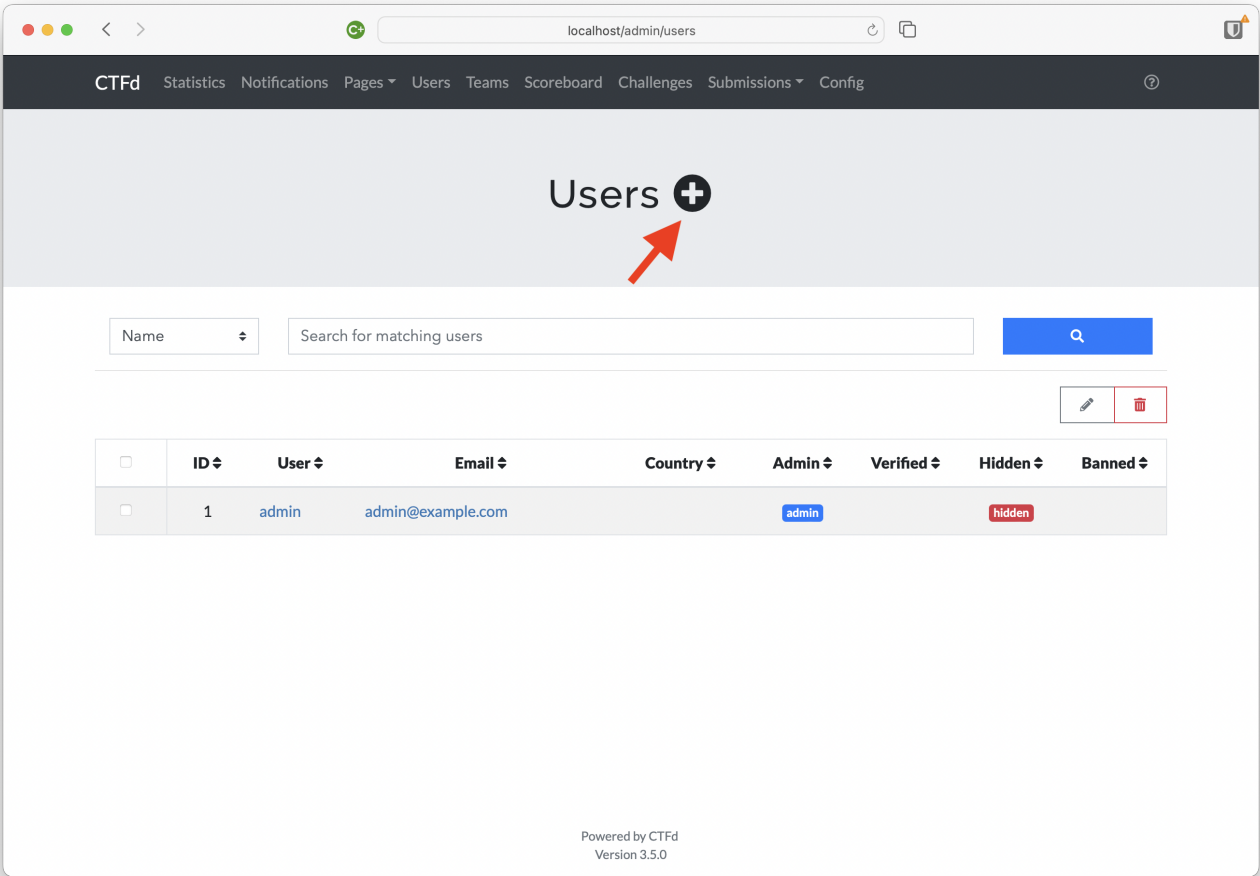 localhost/admin/users
CTFd Statistics Notifications Pages Users Teams Scoreboard Challenges Submissions Config
Users
Name Search for matching users
ID User Email Country Admin Verified Hidden Banned
1 admin admin@example.com admin hidden
Powered by CTFd
Version 3.5.0